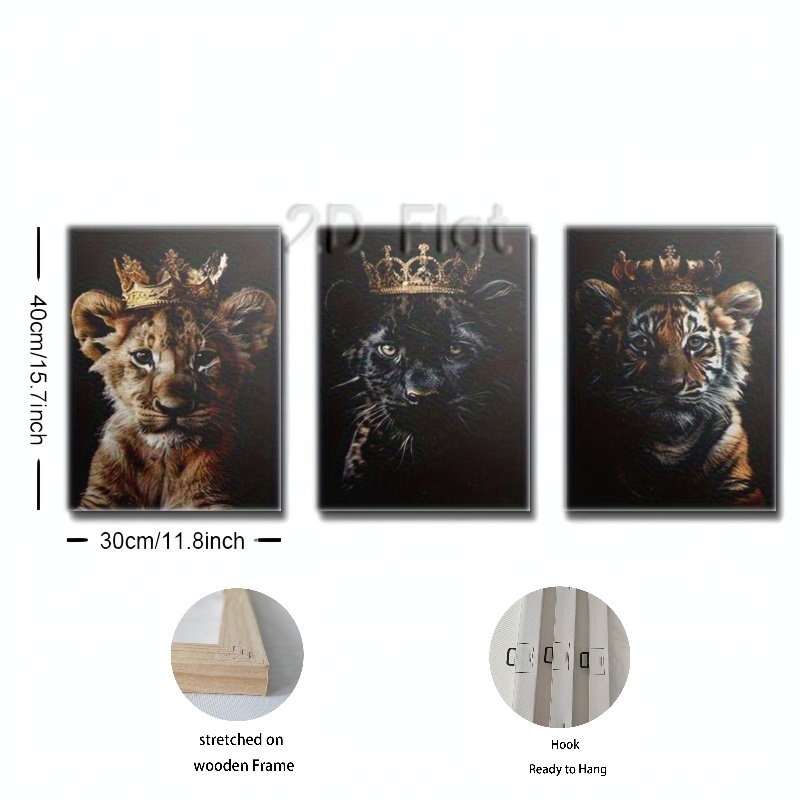 2D Flat
40cm/15.7inch
30cm/11.8inch
stretched on
wooden Frame
Hook
Ready to Hang